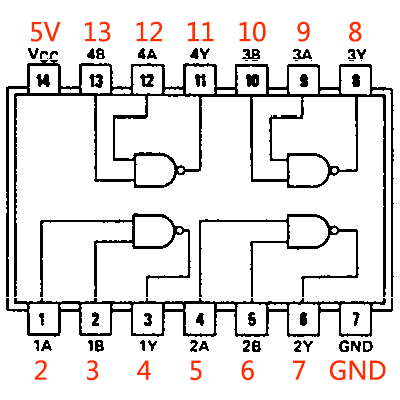 5V 13 12 11 10 9 8
VCC 4B 4A 4Y 3B 3A 3Y
14 13 12 11 10 9 8
1 2 3 4 5 6 7
1A 1B 1Y 2A 2B 2Y GND
2 3 4 5 6 7 GND